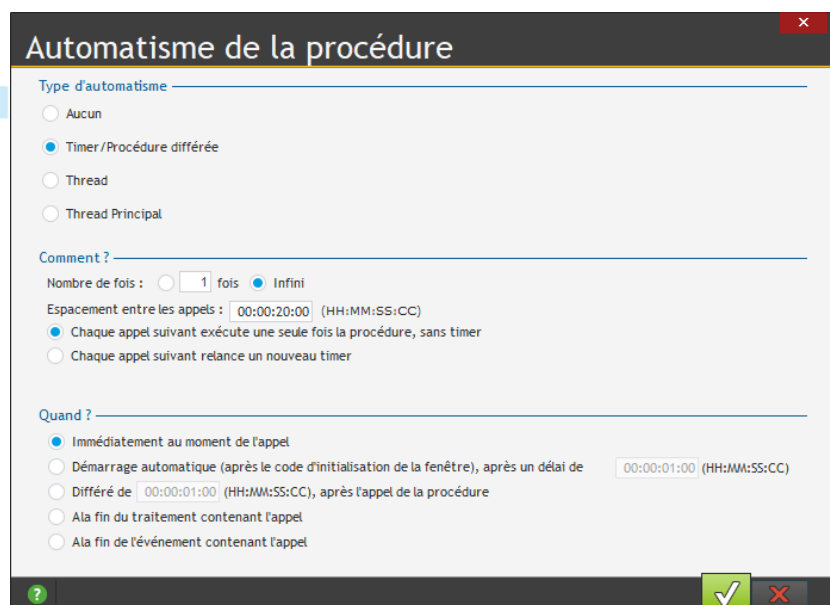 Automatisme de la procédure
Type d'automatisme
Aucun
Timer/Procédure différée
Thread
Thread Principal
Comment ?
Nombre de fois : 1 fois Infini
Espacement entre les appels : 00:00:20:00 (HH:MM:SS:CC)
Chaque appel suivant exécute une seule fois la procédure, sans timer
Chaque appel suivant relance un nouveau timer
Quand ?
Immédiatement au moment de l'appel
Démarrage automatique (après le code d'initialisation de la fenêtre), après un délai de 00:00:01:00 (HH:MM:SS:CC)
Différé de 00:00:01:00 (HH:MM:SS:CC), après l'appel de la procédure
Ala fin du traitement contenant l'appel
Ala fin de l'événement contenant l'appel
?